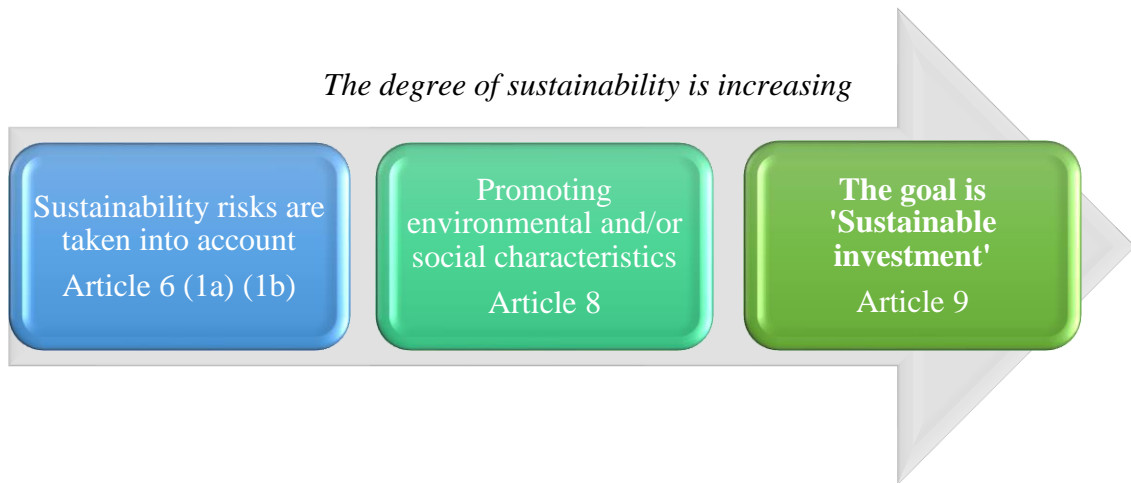 The degree of sustainability is increasing
Sustainability risks are
taken into account
Article 6 (1a) (1b)
Promoting
environmental and/or
social characteristics
Article 8
The goal is
'Sustainable
investment'
Article 9